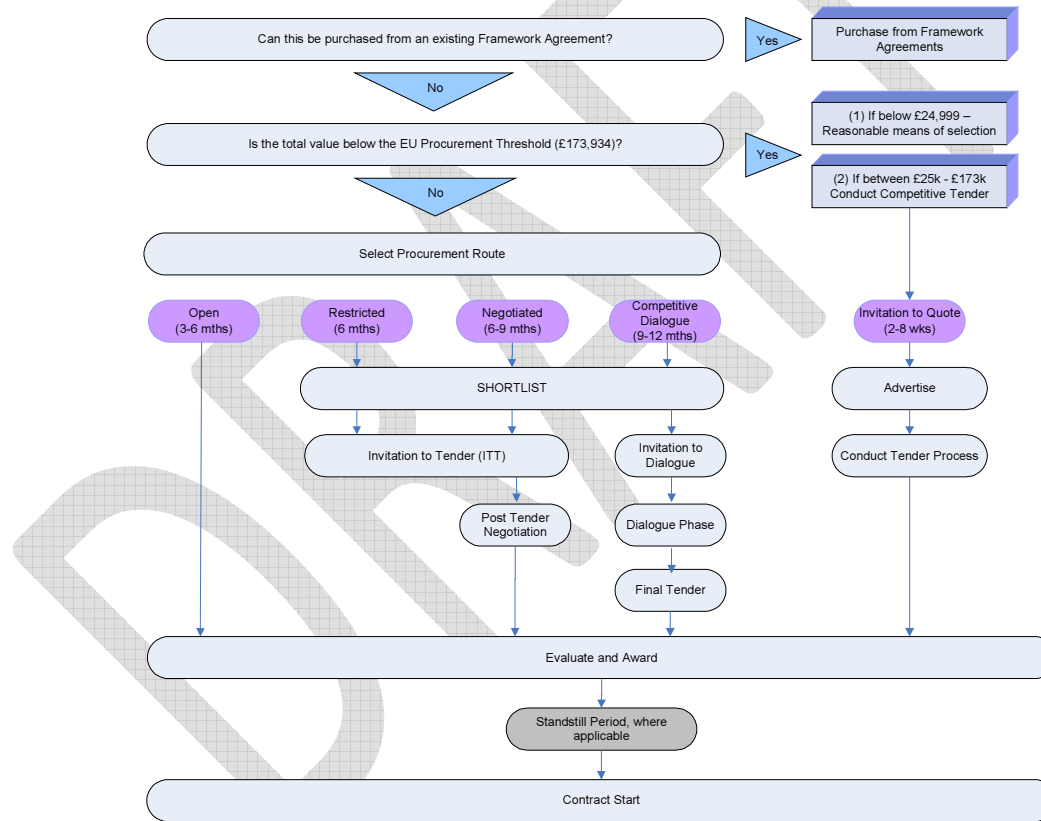 Can this be purchased from an existing Framework Agreement?
Yes
Purchase from Framework
Agreements
No
(1) If below £24,999 –
Reasonable means of selection
Is the total value below the EU Procurement Threshold (£173,934)?
Yes
(2) If between £25k - £173k
Conduct Competitive Tender
No
Select Procurement Route
Open
(3-6 mths)
Restricted
(6 mths)
Negotiated
(6-9 mths)
Competitive
Dialogue
(9-12 mths)
Invitation to Quote
(2-8 wks)
SHORTLIST
Advertise
Invitation to Tender (ITT)
Invitation to
Dialogue
Conduct Tender Process
Post Tender
Negotiation
Dialogue Phase
Final Tender
Evaluate and Award
Standstill Period, where
applicable
Contract Start
DRAFT